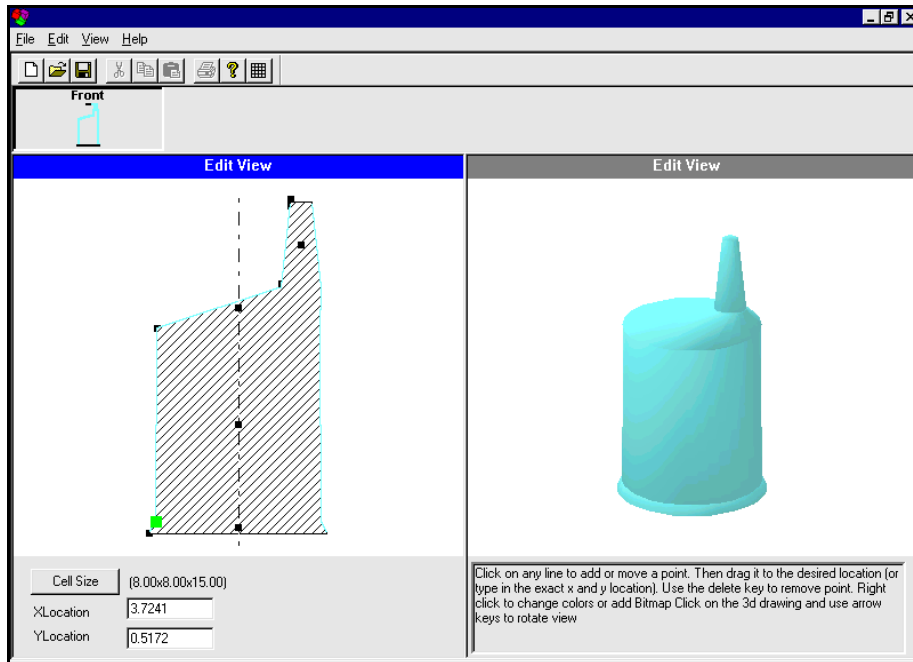 File Edit View Help
Front
Edit View
Edit View
Cell Size (8.00x8.00x15.00)
XLocation 3.7241
YLocation 0.5172
Click on any line to add or move a point. Then drag it to the desired location (or
type in the exact x and y location). Use the delete key to remove point. Right
click to change colors or add Bitmap Click on the 3d drawing and use arrow
keys to rotate view